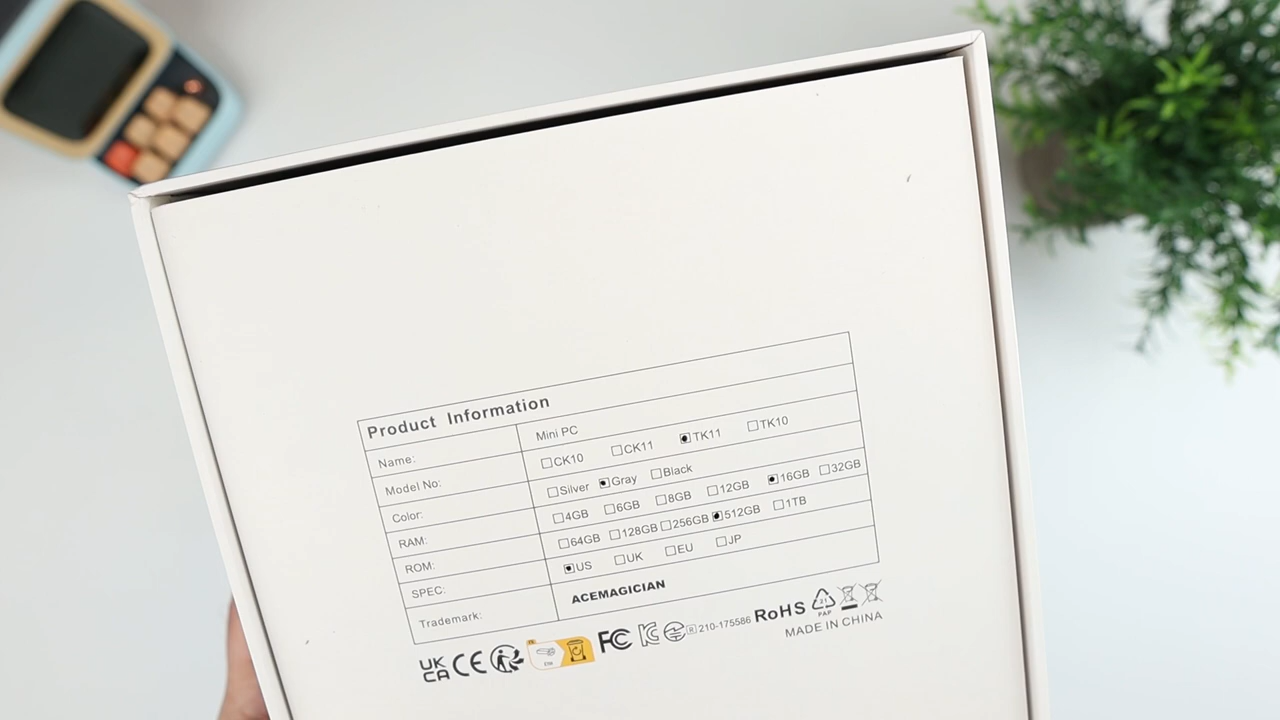 Product Information
Name: Mini PC
Model No: ☐CK10 ☐CK11 ☑TK11 ☐TK10
Color: ☐Silver ☑Gray ☐Black
RAM: ☐4GB ☐6GB ☐8GB ☐12GB ☑16GB ☐32GB
ROM: ☐64GB ☐128GB ☐256GB ☑512GB ☐1TB
SPEC: ☑US ☐UK ☐EU ☐JP
Trademark: ACEMAGICIAN
UK CA CE FC 210-175586 RoHS 21 PAP
MADE IN CHINA